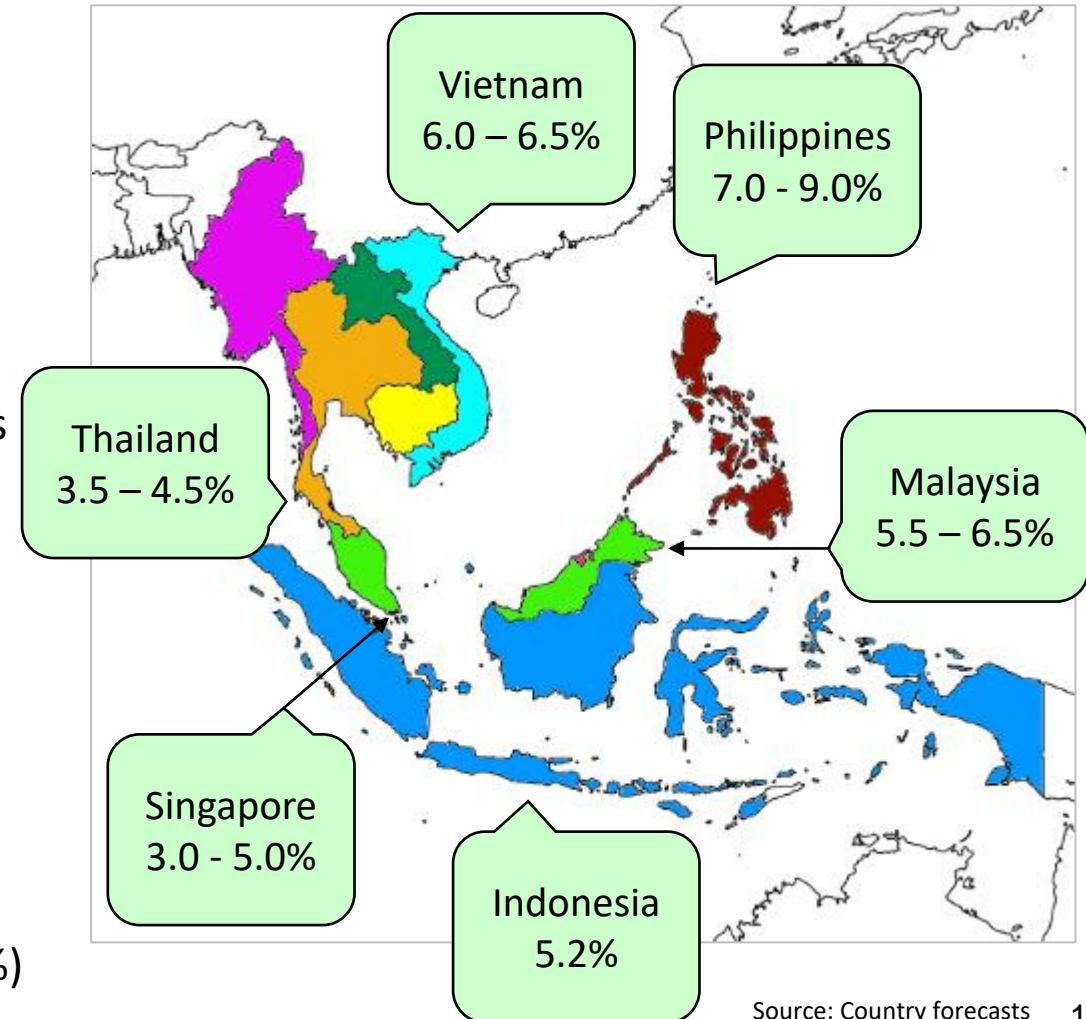 Vietnam
6.0 – 6.5%
Philippines
7.0 - 9.0%
s
Thailand
3.5 – 4.5%
Malaysia
5.5 – 6.5%
Singapore
3.0 - 5.0%
Indonesia
5.2%
%)
Source: Country forecasts 1